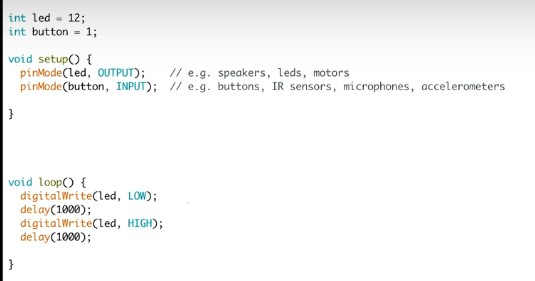 int led = 12;
int button = 1;
void setup() {
pinMode(led, OUTPUT); // e.g. speakers, leds, motors
pinMode(button, INPUT); // e.g. buttons, IR sensors, microphones, accelerometers
}
void loop() {
digitalWrite(led, LOW);
delay(1000);
digitalWrite(led, HIGH);
delay(1000);
}